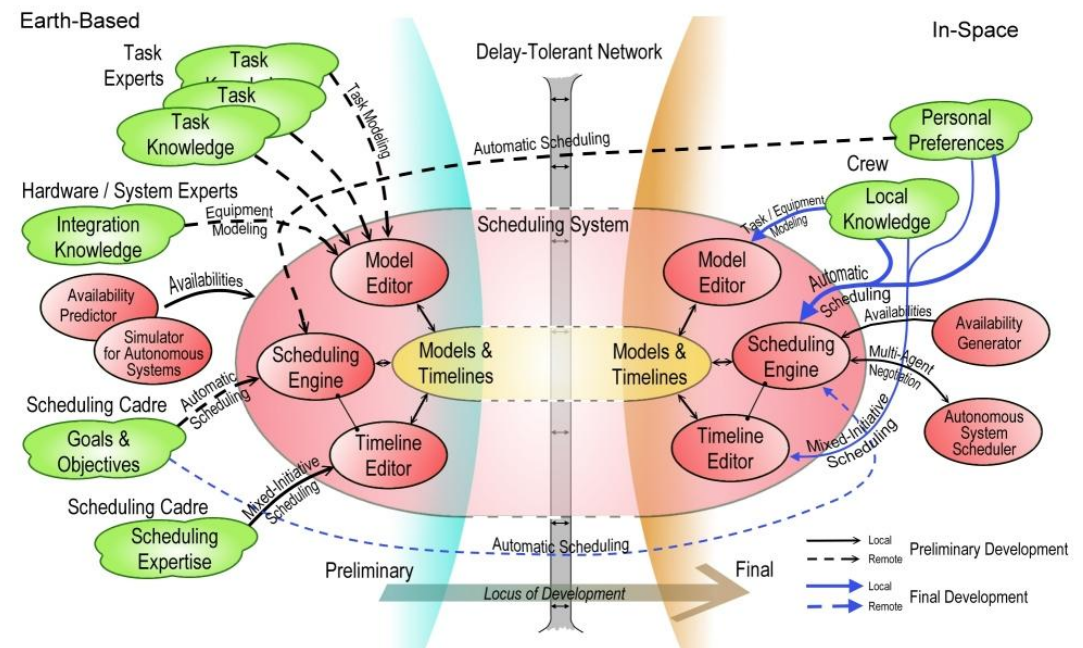 Earth-Based
In-Space
Delay-Tolerant Network
Task
Experts
Task
Task
Task
Knowledge
Task Modeling
Automatic Scheduling
Personal
Preferences
Crew
Local
Knowledge
Hardware / System Experts
Integration
Knowledge
Equipment
Modeling
Scheduling System
Task / Equipment
Modeling
Model
Editor
Model
Editor
Availability
Predictor
Simulator
for Autonomous
Systems
Availabilities
Automatic
Scheduling
Availabilities
Availability
Generator
Scheduling
Engine
Models &
Timelines
Models &
Timelines
Scheduling
Engine
Multi-Agent
Negotiation
Automatic
Scheduling
Scheduling Cadre
Goals &
Objectives
Timeline
Editor
Timeline
Editor
Mixed-Initiative
Scheduling
Autonomous
System
Scheduler
Mixed-Initiative
Scheduling
Scheduling Cadre
Scheduling
Expertise
Automatic Scheduling
Preliminary
Final
Locus of Development
Local
Remote
Preliminary Development
Local
Remote
Final Development